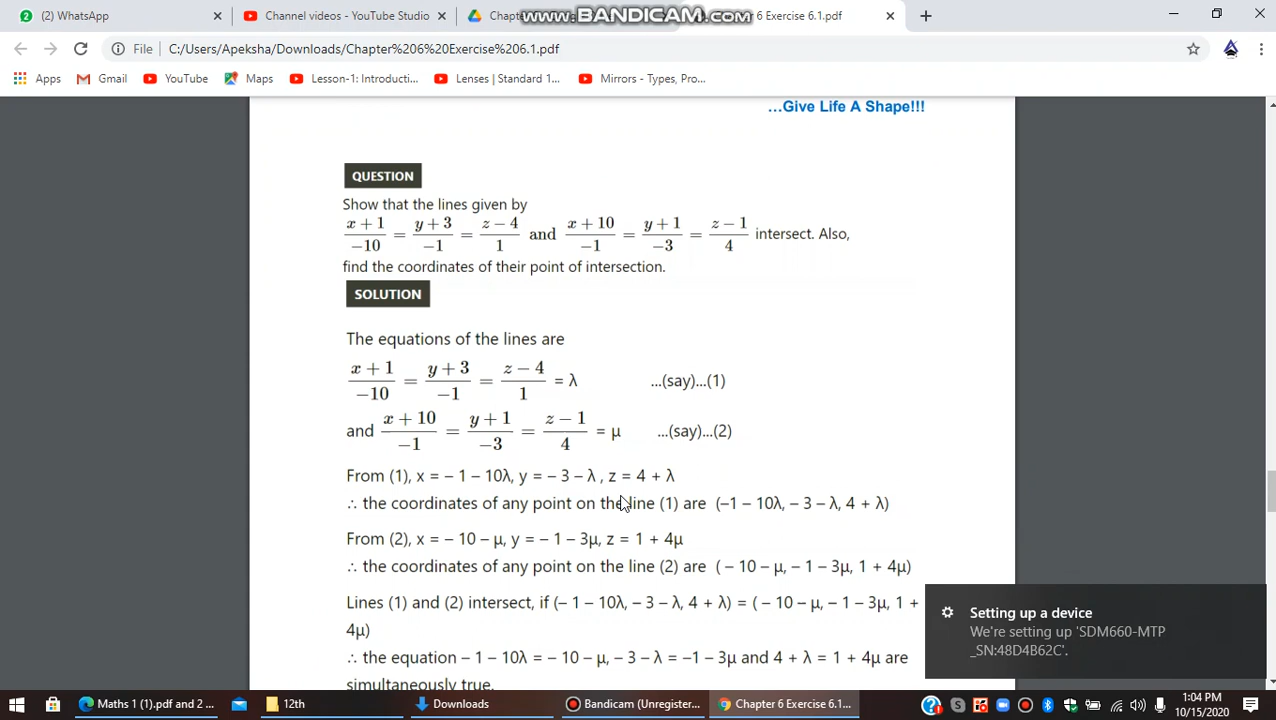 (2) WhatsApp
Channel videos - YouTube Studio
Chapt
www.BANDICAM.com
r 6 Exercise 6.1.pdf
File C:/Users/Apeksha/Downloads/Chapter%206%20Exercise%206.1.pdf
Apps Gmail YouTube Maps Lesson-1: Introducti... Lenses | Standard 1... Mirrors - Types, Pro...
...Give Life A Shape!!!
QUESTION
Show that the lines given by
x + 1 / −10 = y + 3 / −1 = z − 4 / 1 and x + 10 / −1 = y + 1 / −3 = z − 1 / 4 intersect. Also,
find the coordinates of their point of intersection.
SOLUTION
The equations of the lines are
x + 1 / −10 = y + 3 / −1 = z − 4 / 1 = λ ...(say)...(1)
and x + 10 / −1 = y + 1 / −3 = z − 1 / 4 = μ ...(say)...(2)
From (1), x = – 1 – 10λ, y = – 3 – λ , z = 4 + λ
∴ the coordinates of any point on the line (1) are (–1 – 10λ, – 3 – λ, 4 + λ)
From (2), x = – 10 – μ, y = – 1 – 3μ, z = 1 + 4μ
∴ the coordinates of any point on the line (2) are ( – 10 – μ, – 1 – 3μ, 1 + 4μ)
Lines (1) and (2) intersect, if (– 1 – 10λ, – 3 – λ, 4 + λ) = ( – 10 – μ, – 1 – 3μ, 1 +
4μ)
∴ the equation – 1 – 10λ = – 10 – μ, – 3 – λ = –1 – 3μ and 4 + λ = 1 + 4μ are
simultaneously true.
Setting up a device
We're setting up 'SDM660-MTP
_SN:48D4B62C'.
Maths 1 (1).pdf and 2 ... 12th Downloads Bandicam (Unregister... Chapter 6 Exercise 6.1... 1:04 PM
10/15/2020